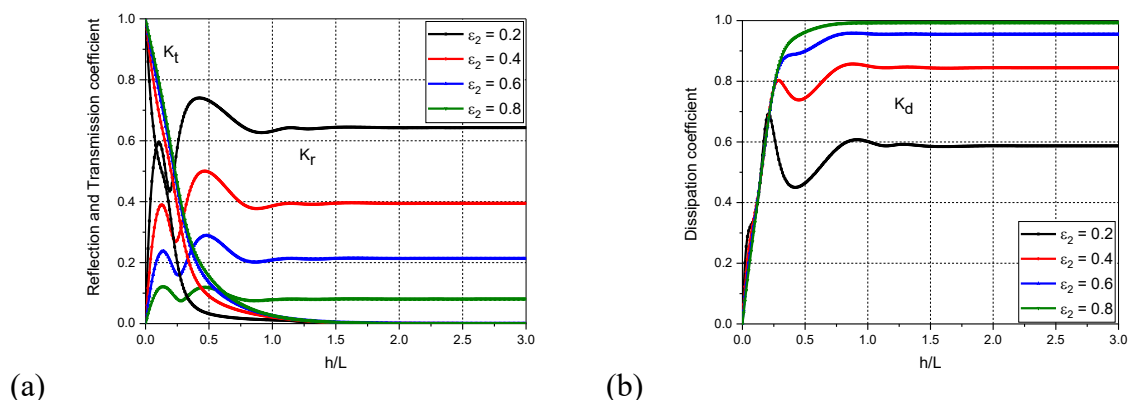 Reflection and Transmission coefficient
1.0
0.8
0.6
0.4
0.2
0.0
0.0 0.5 1.0 1.5 2.0 2.5 3.0
h/L
Kt
Kr
ε2 = 0.2
ε2 = 0.4
ε2 = 0.6
ε2 = 0.8
(a)
Dissipation coefficient
1.0
0.8
0.6
0.4
0.2
0.0
0.0 0.5 1.0 1.5 2.0 2.5 3.0
h/L
Kd
ε2 = 0.2
ε2 = 0.4
ε2 = 0.6
ε2 = 0.8
(b)